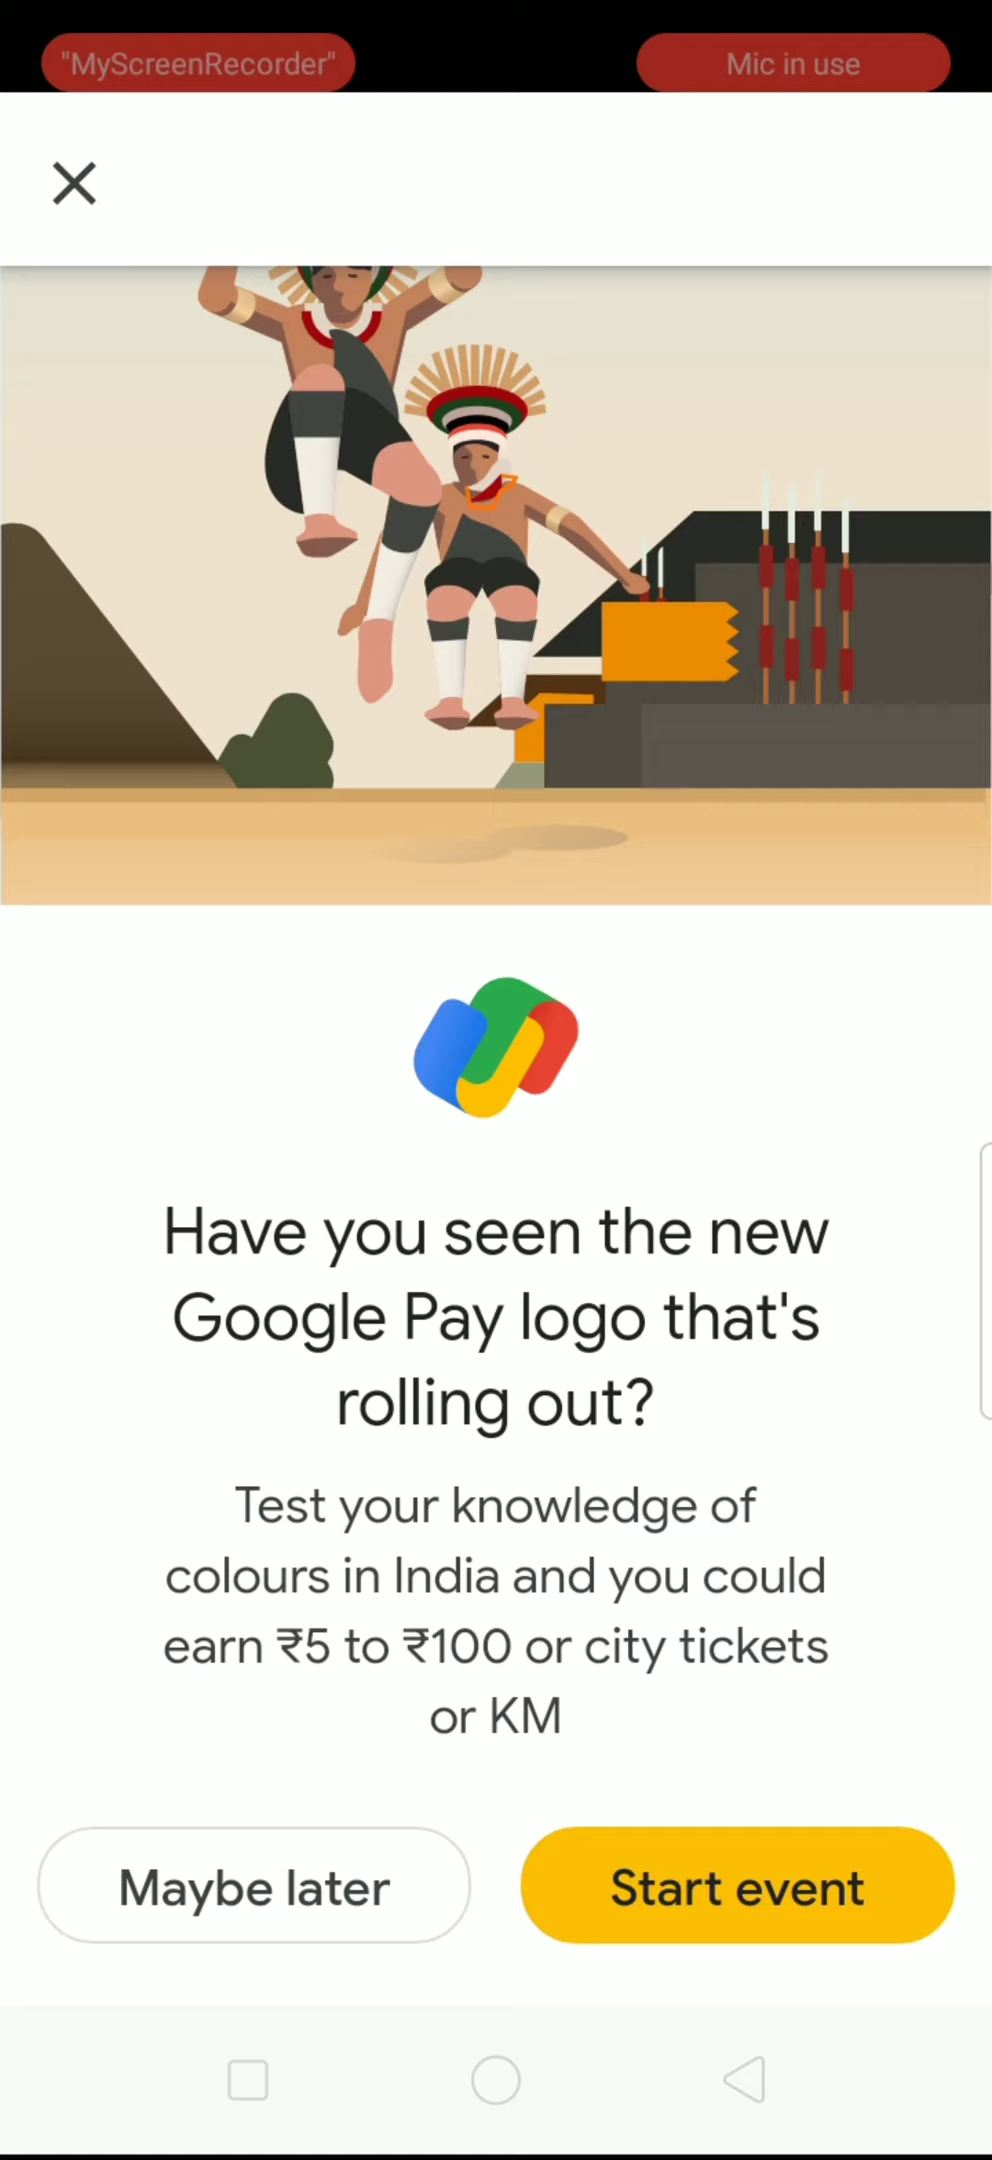 "MyScreenRecorder"
Mic in use
Have you seen the new
Google Pay logo that's
rolling out?
Test your knowledge of
colours in India and you could
earn ₹5 to ₹100 or city tickets
or KM
Maybe later
Start event